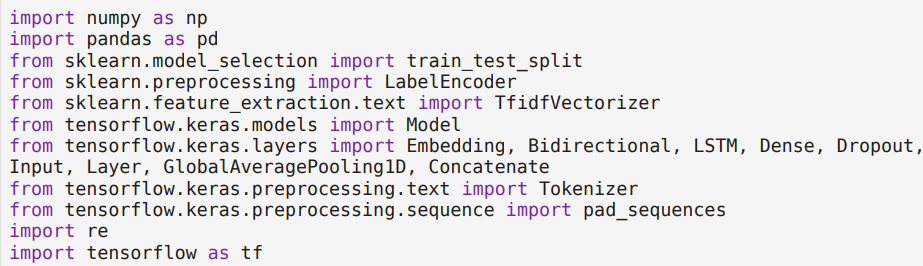 import numpy as np
import pandas as pd
from sklearn.model_selection import train_test_split
from sklearn.preprocessing import LabelEncoder
from sklearn.feature_extraction.text import TfidfVectorizer
from tensorflow.keras.models import Model
from tensorflow.keras.layers import Embedding, Bidirectional, LSTM, Dense, Dropout,
Input, Layer, GlobalAveragePooling1D, Concatenate
from tensorflow.keras.preprocessing.text import Tokenizer
from tensorflow.keras.preprocessing.sequence import pad_sequences
import re
import tensorflow as tf